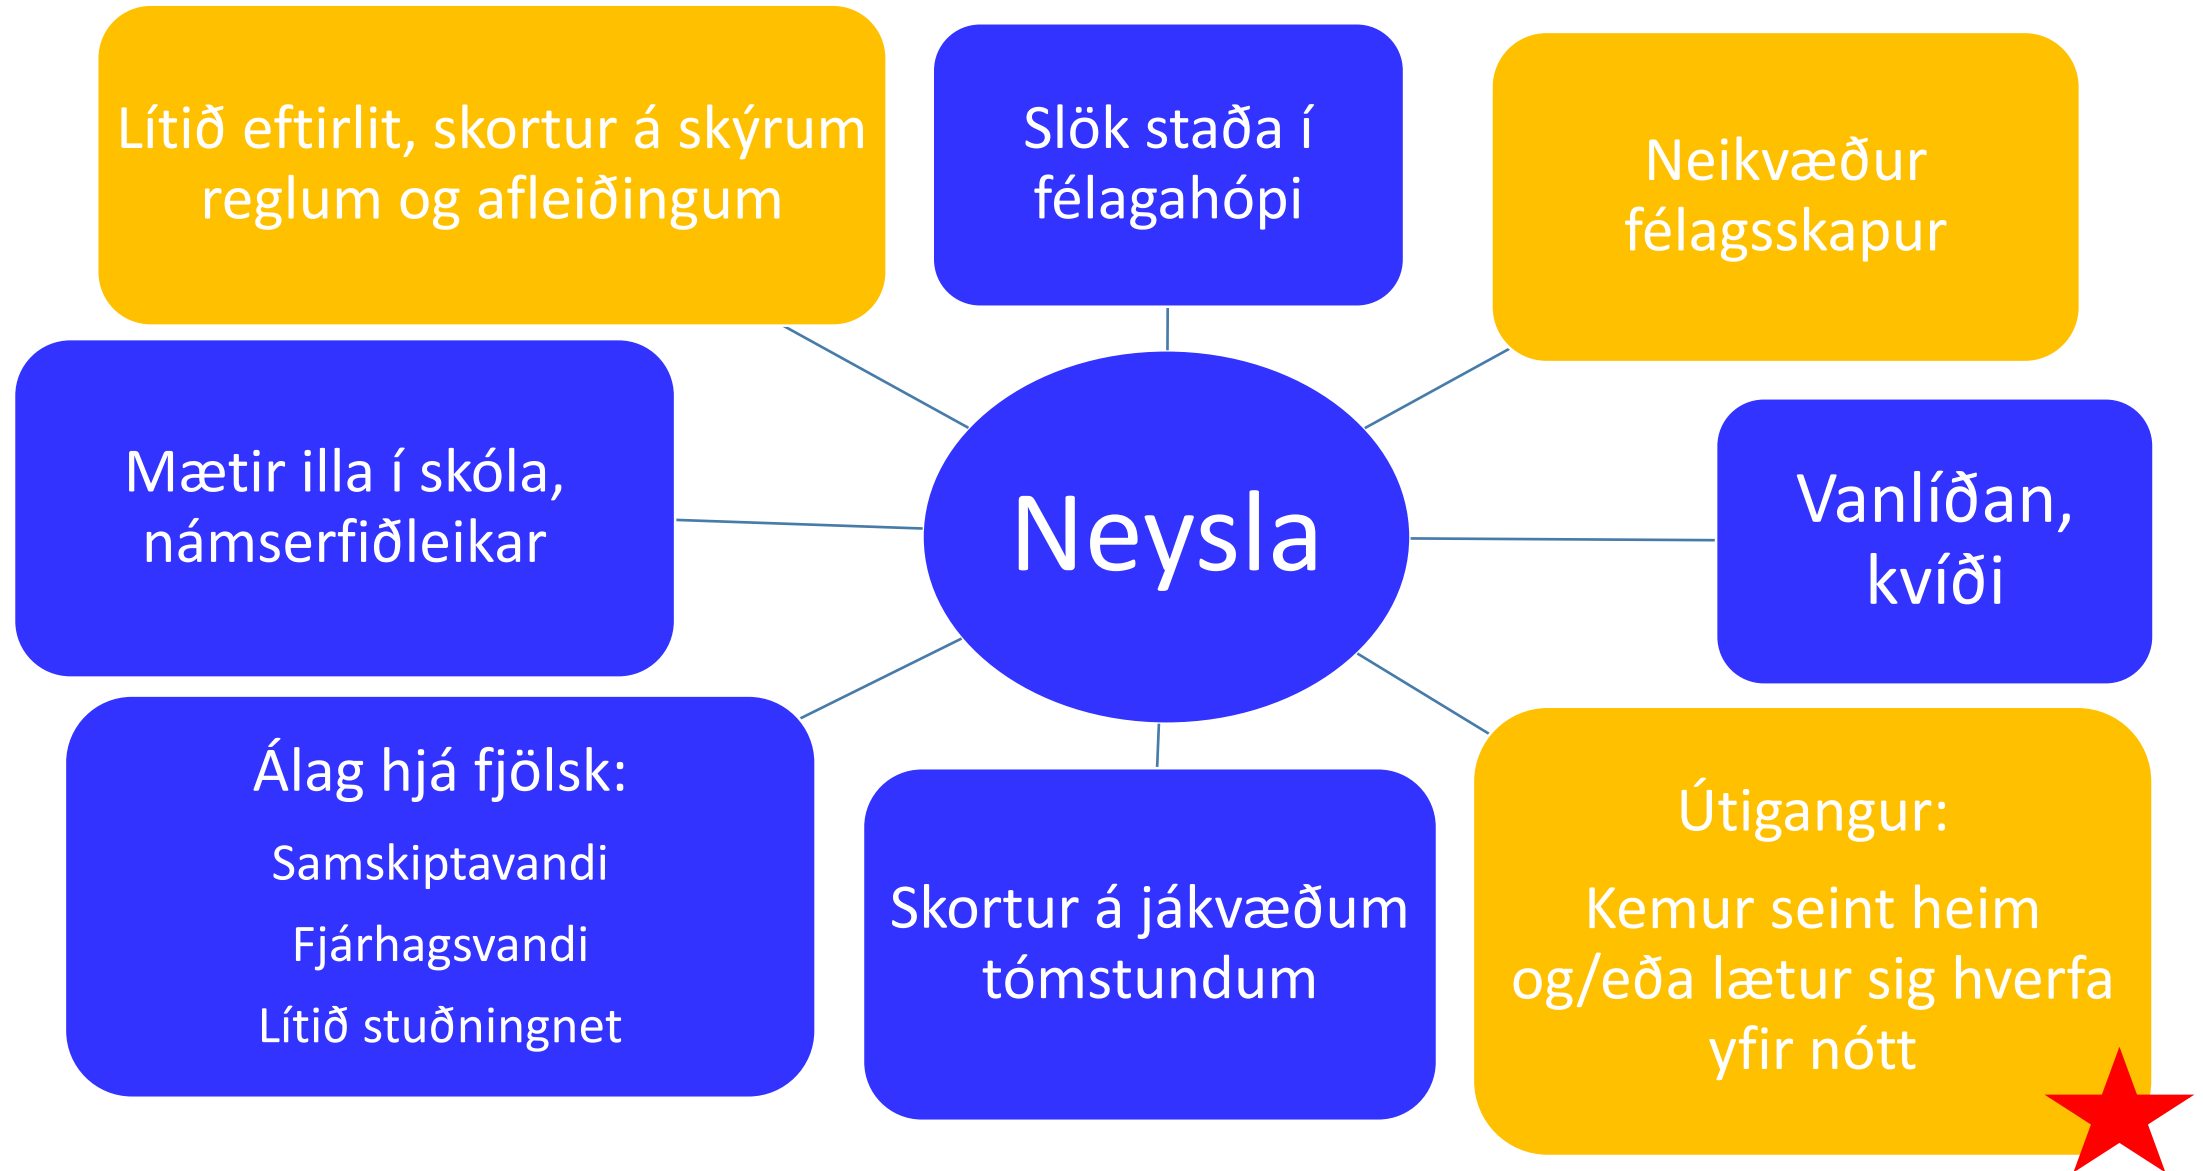 Lítið eftirlit, skortur á skýrum
reglum og afleiðingum
Slök staða í
félagahópi
Neikvæður
félagsskapur
Mætir illa í skóla,
námserfiðleikar
Neysla
Vanlíðan,
kvíði
Álag hjá fjölsk:
Samskiptavandi
Fjárhagsvandi
Lítið stuðningnet
Skortur á jákvæðum
tómstundum
Útigangur:
Kemur seint heim
og/eða lætur sig hverfa
yfir nótt